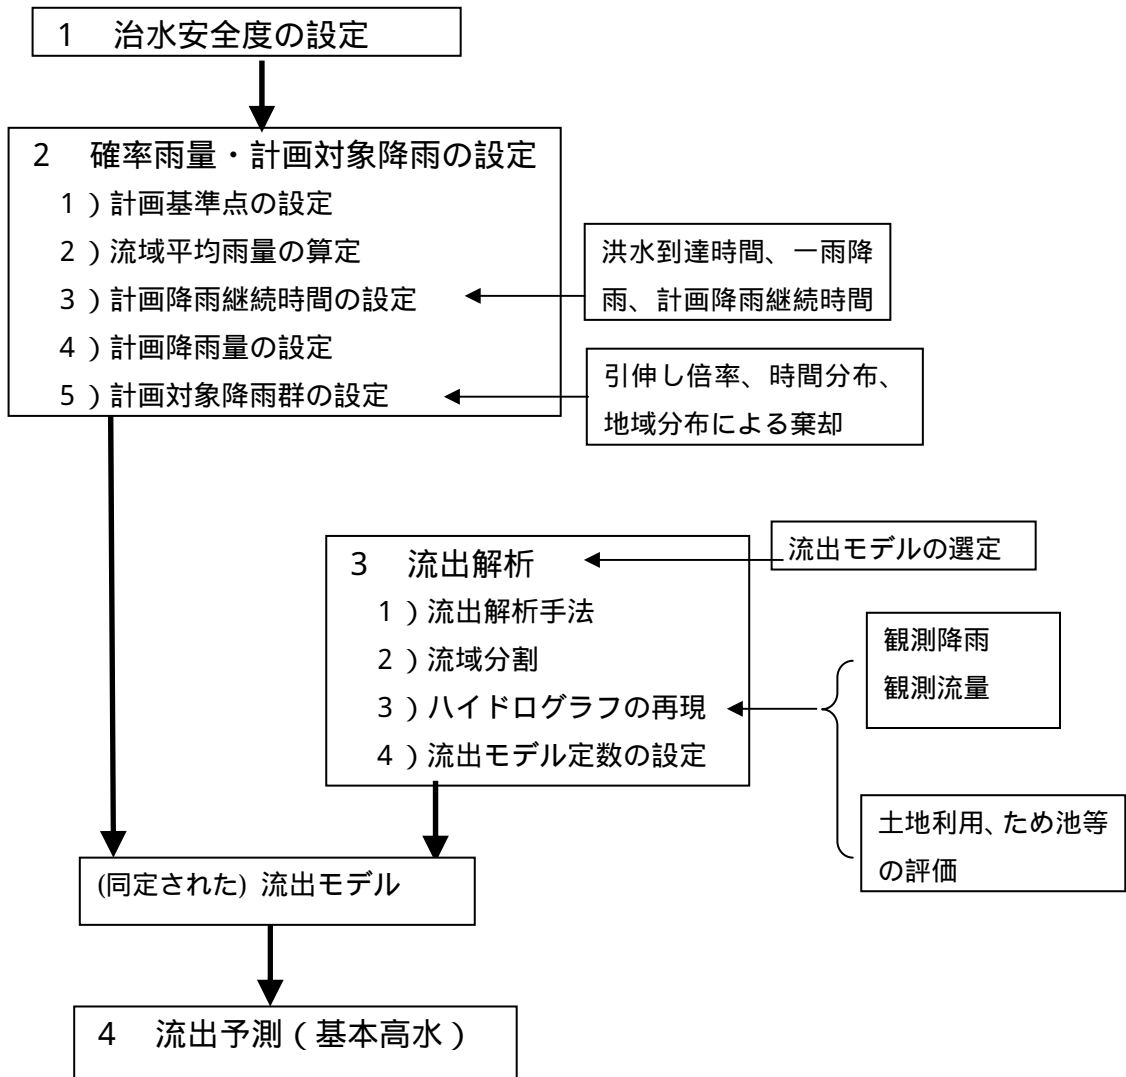 1 治水安全度の設定
2 確率雨量・計画対象降雨の設定
1）計画基準点の設定
2）流域平均雨量の算定
3）計画降雨継続時間の設定
4）計画降雨量の設定
5）計画対象降雨群の設定
洪水到達時間、一雨降
雨、計画降雨継続時間
引伸し倍率、時間分布、
地域分布による棄却
3 流出解析
1）流出解析手法
2）流域分割
3）ハイドログラフの再現
4）流出モデル定数の設定
流出モデルの選定
観測降雨
観測流量
土地利用、ため池等
の評価
(同定された) 流出モデル
4 流出予測（基本高水）